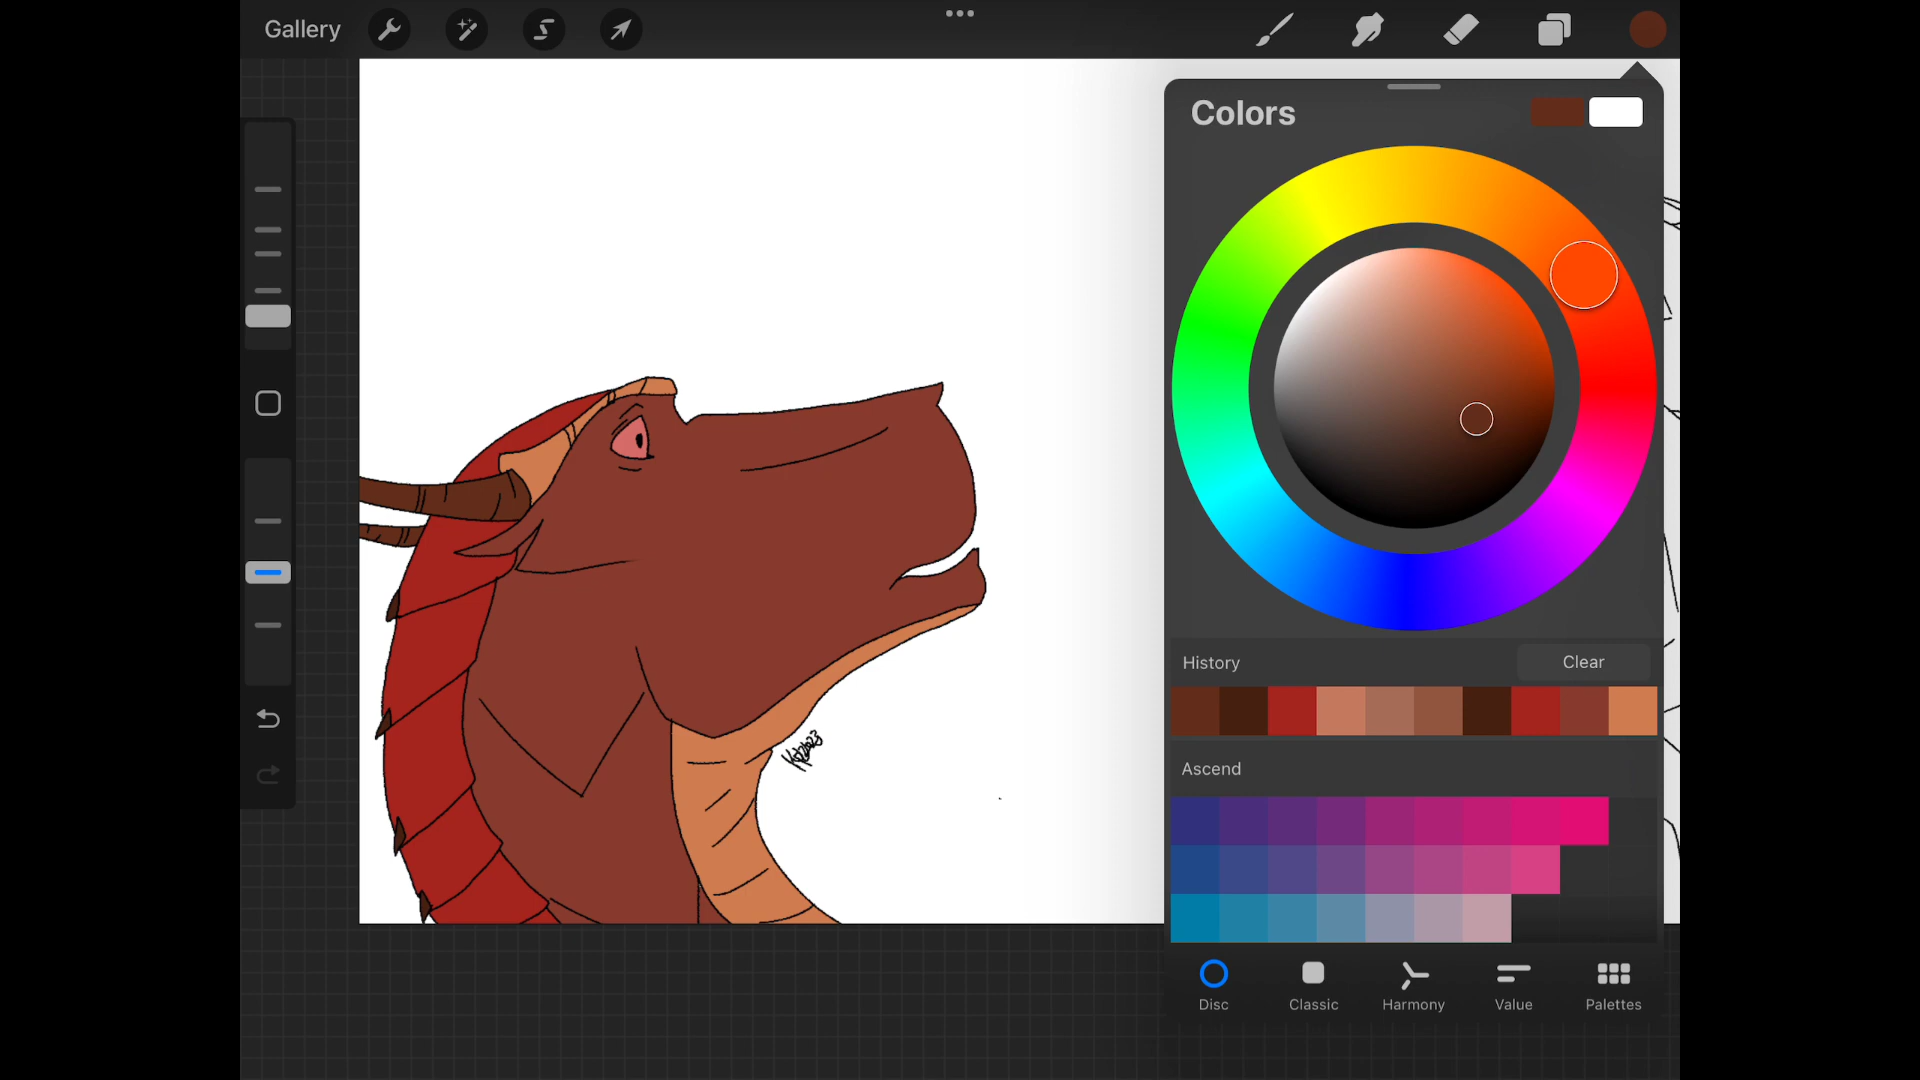 Gallery
Colors
History
Clear
Ascend
Disc
Classic
Harmony
Value
Palettes